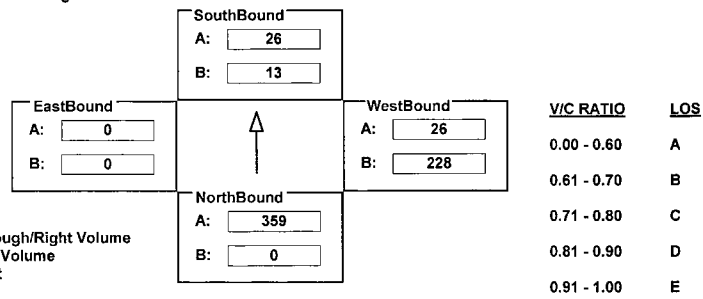 SouthBound
A: 26
B: 13
EastBound
A: 0
B: 0
WestBound
A: 26
B: 228
NorthBound
A: 359
B: 0
ough/Right Volume
Volume
V/C RATIO LOS
0.00 - 0.60 A
0.61 - 0.70 B
0.71 - 0.80 C
0.81 - 0.90 D
0.91 - 1.00 E